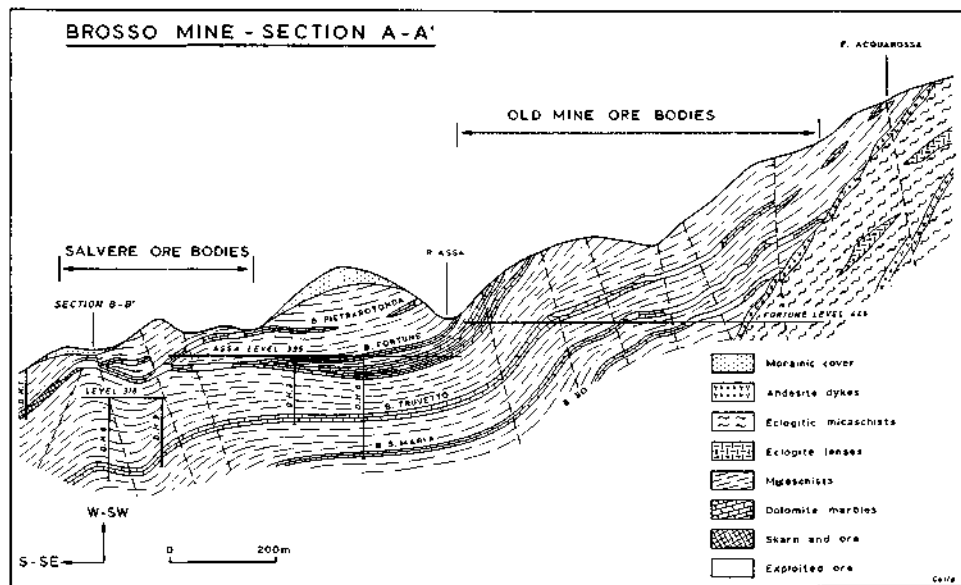 BROSSO MINE - SECTION A-A'
F. ACQUAROSSA
OLD MINE ORE BODIES
SALVERE ORE BODIES
R ASSA
SECTION B-B'
B. PIETRAROTONDA
B. FORTUNE
ASSA LEVEL 395
FORTUNE LEVEL
LEVEL 318
B. TRUVETTO
B. S. MARIA
Morainic cover
Andesite dykes
Eclogitic micaschists
Eclogite lenses
Micaschists
Dolomite marbles
Skarn and ore
Exploited ore
W-SW
S-SE
0 200m